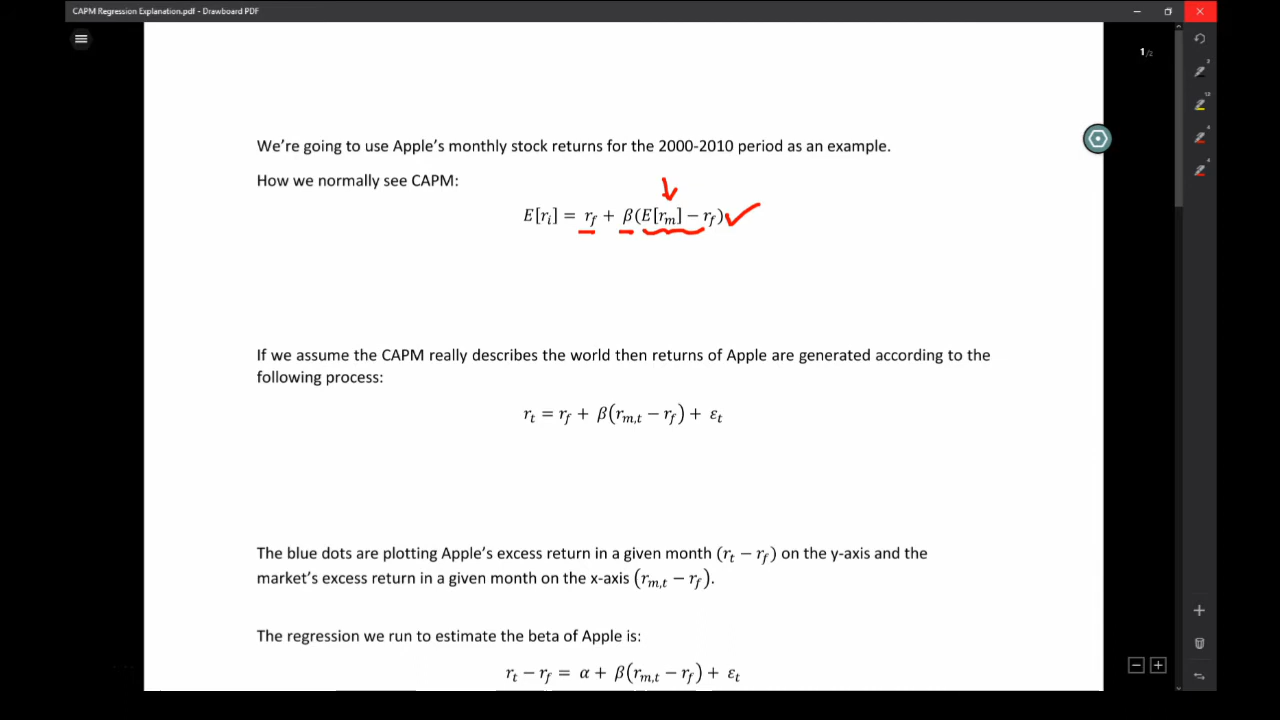 CAPM Regression Explanation.pdf - Drawboard PDF
1/2
We're going to use Apple's monthly stock returns for the 2000-2010 period as an example.
How we normally see CAPM:
E[rᵢ] = r_f + β(E[r_m] − r_f)
If we assume the CAPM really describes the world then returns of Apple are generated according to the
following process:
r_t = r_f + β(r_{m,t} − r_f) + ε_t
The blue dots are plotting Apple's excess return in a given month (r_t − r_f) on the y-axis and the
market's excess return in a given month on the x-axis (r_{m,t} − r_f).
The regression we run to estimate the beta of Apple is:
r_t − r_f = α + β(r_{m,t} − r_f) + ε_t